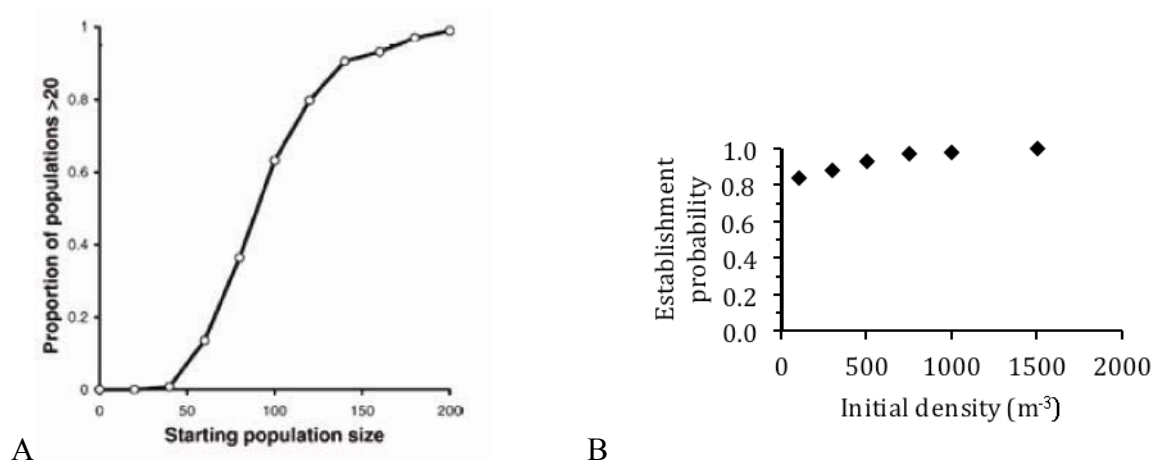 Proportion of populations >20
1
0.8
0.6
0.4
0.2
0
0 50 100 150 200
Starting population size
A
Establishment
probability
1.0
0.8
0.6
0.4
0.2
0.0
0 500 1000 1500 2000
Initial density (m⁻³)
B